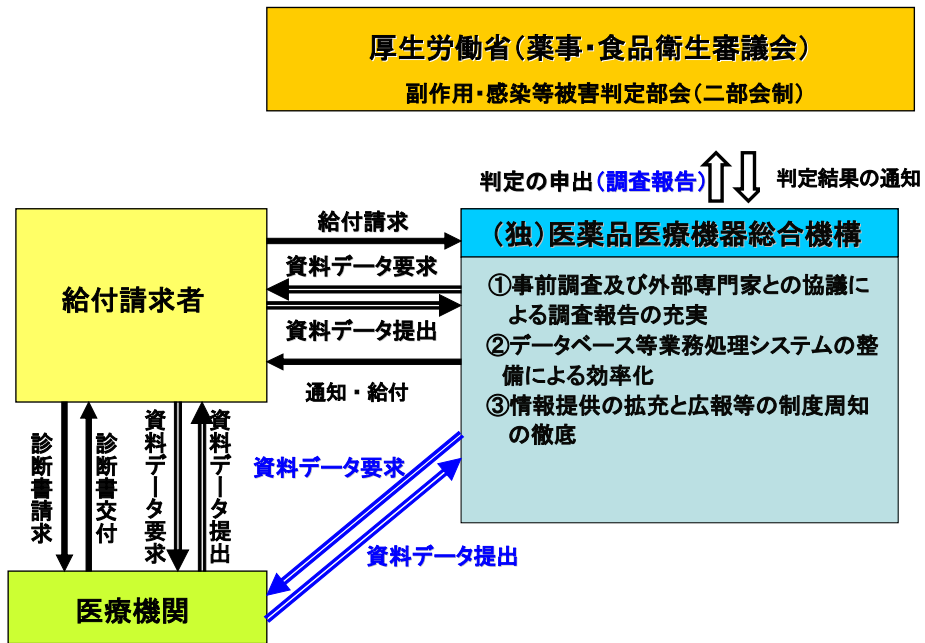 厚生労働省(薬事・食品衛生審議会)
副作用・感染等被害判定部会(二部会制)
判定の申出(調査報告)
判定結果の通知
給付請求
(独)医薬品医療機器総合機構
資料データ要求
給付請求者
資料データ提出
通知・給付
①事前調査及び外部専門家との協議に
よる調査報告の充実
②データベース等業務処理システムの整
備による効率化
③情報提供の拡充と広報等の制度周知
の徹底
診断書請求
診断書交付
資料データ要求
資料データ提出
資料データ要求
資料データ提出
医療機関